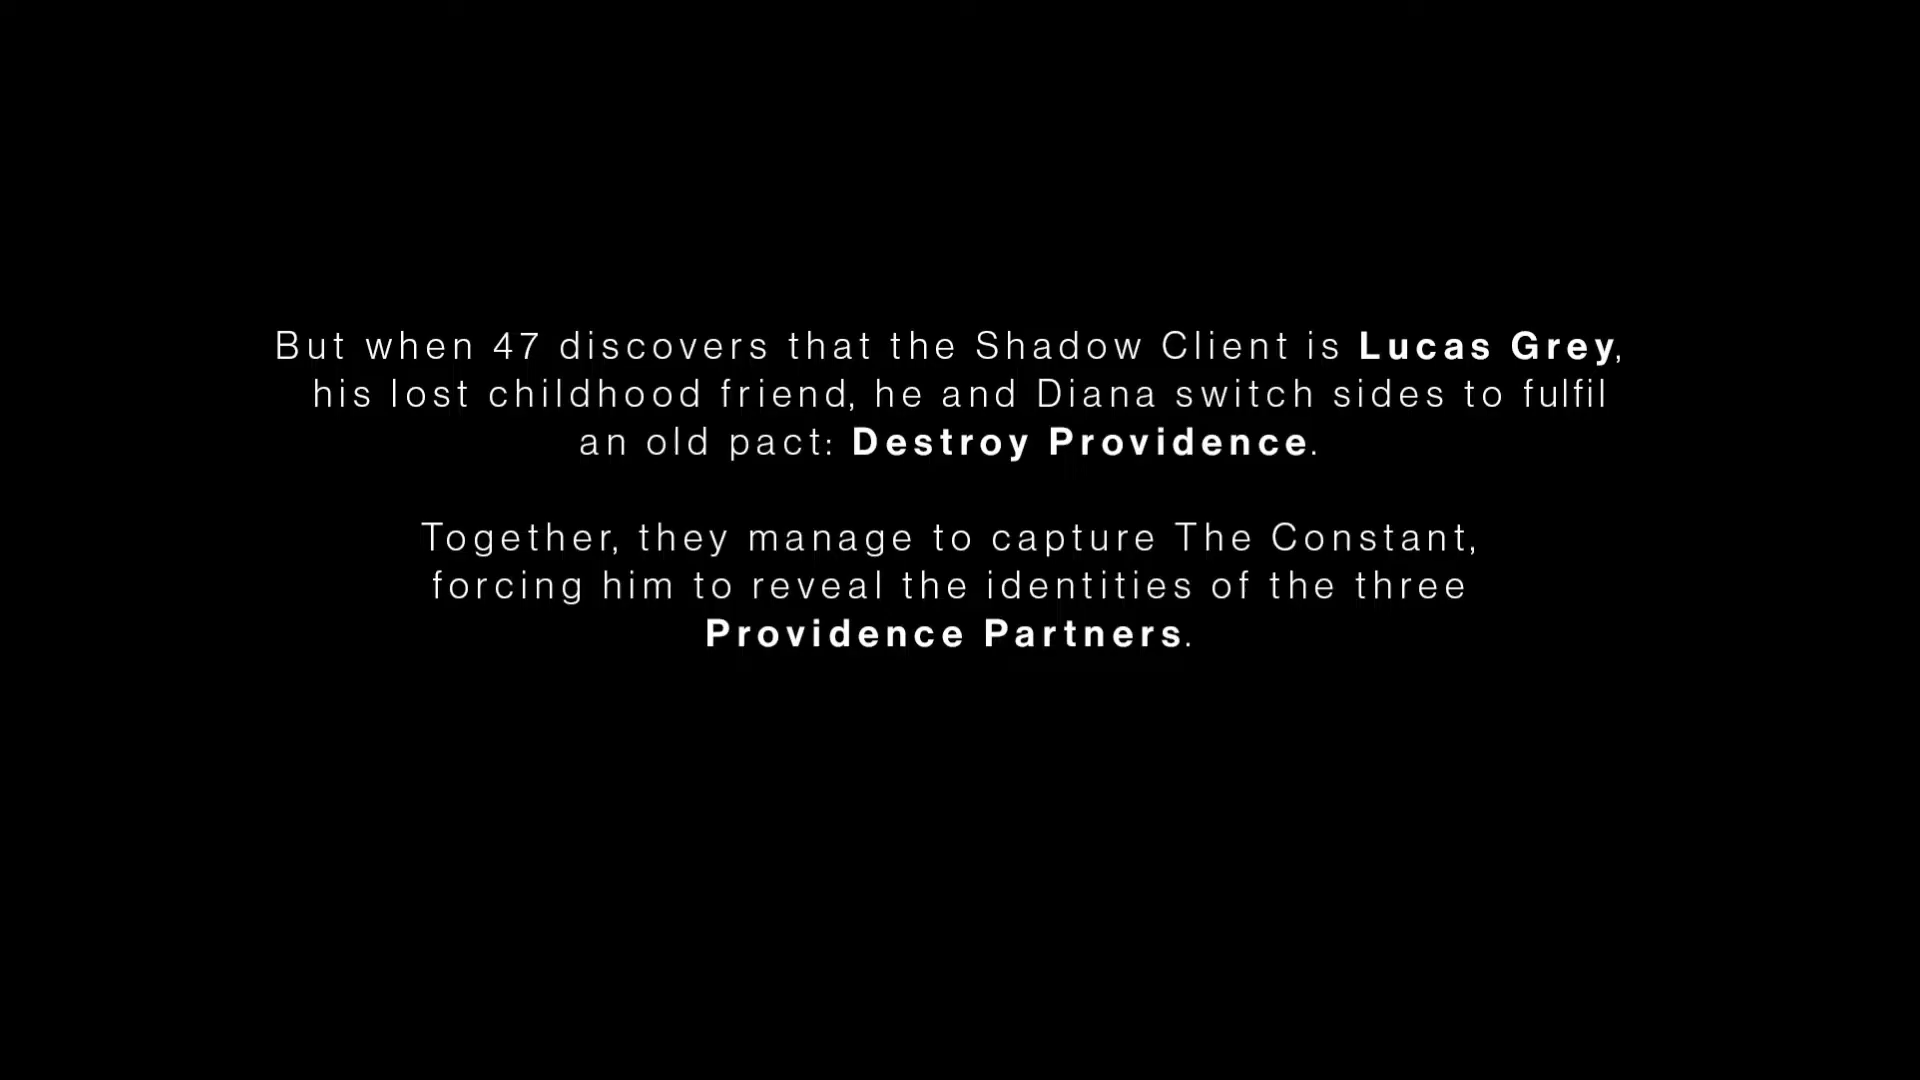 But when 47 discovers that the Shadow Client is Lucas Grey,
his lost childhood friend, he and Diana switch sides to fulfil
an old pact: Destroy Providence.
Together, they manage to capture The Constant,
forcing him to reveal the identities of the three
Providence Partners.